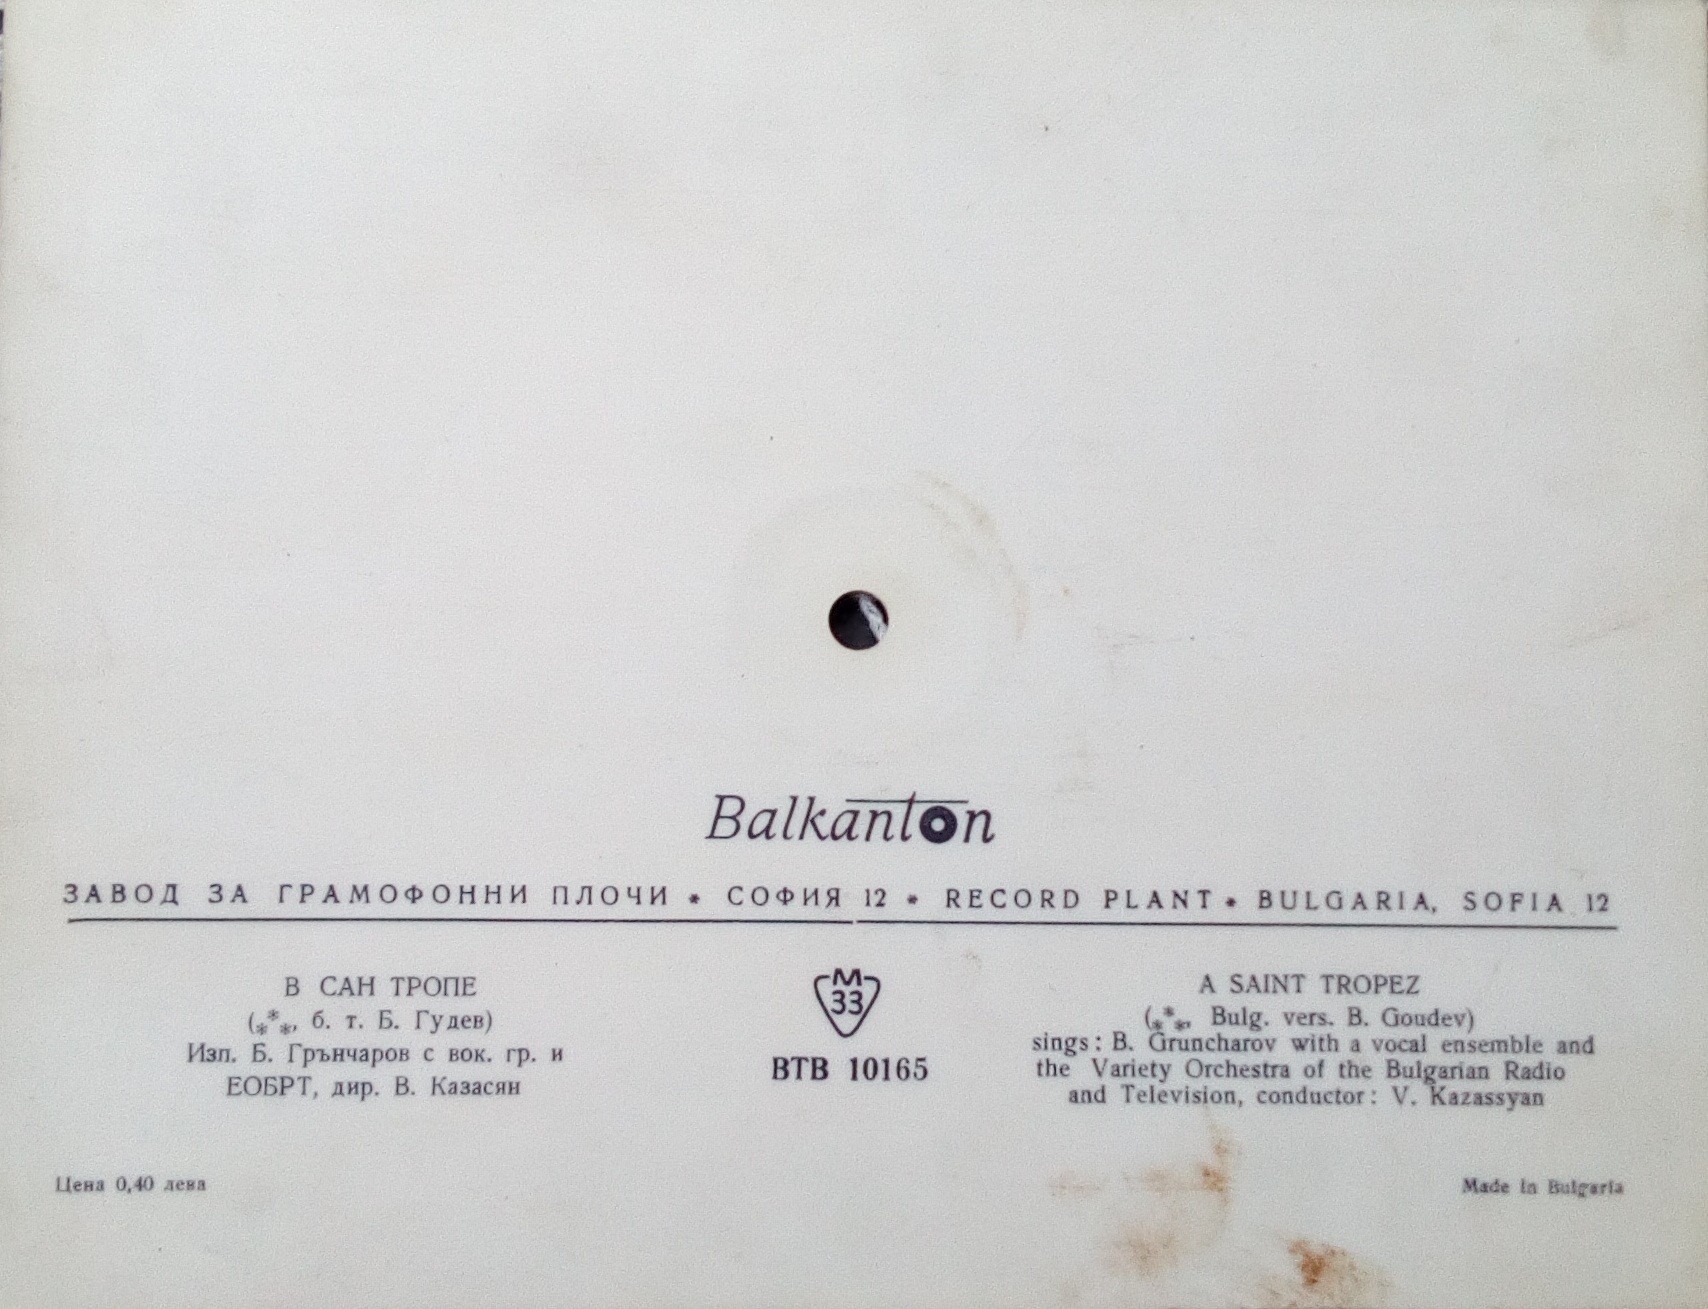 Balkanton
ЗАВОД ЗА ГРАМОФОННИ ПЛОЧИ * СОФИЯ 12 * RECORD PLANT * BULGARIA, SOFIA 12
В САН ТРОПЕ
(***, б. т. Б. Гудев)
Изп. Б. Грънчаров с вок. гр. и
ЕОБРТ, дир. В. Казасян
М
33
ВТВ 10165
A SAINT TROPEZ
(***, Bulg. vers. B. Goudev)
sings: B. Gruncharov with a vocal ensemble and
the Variety Orchestra of the Bulgarian Radio
and Television, conductor: V. Kazassyan
Цена 0,40 лева
Made in Bulgaria